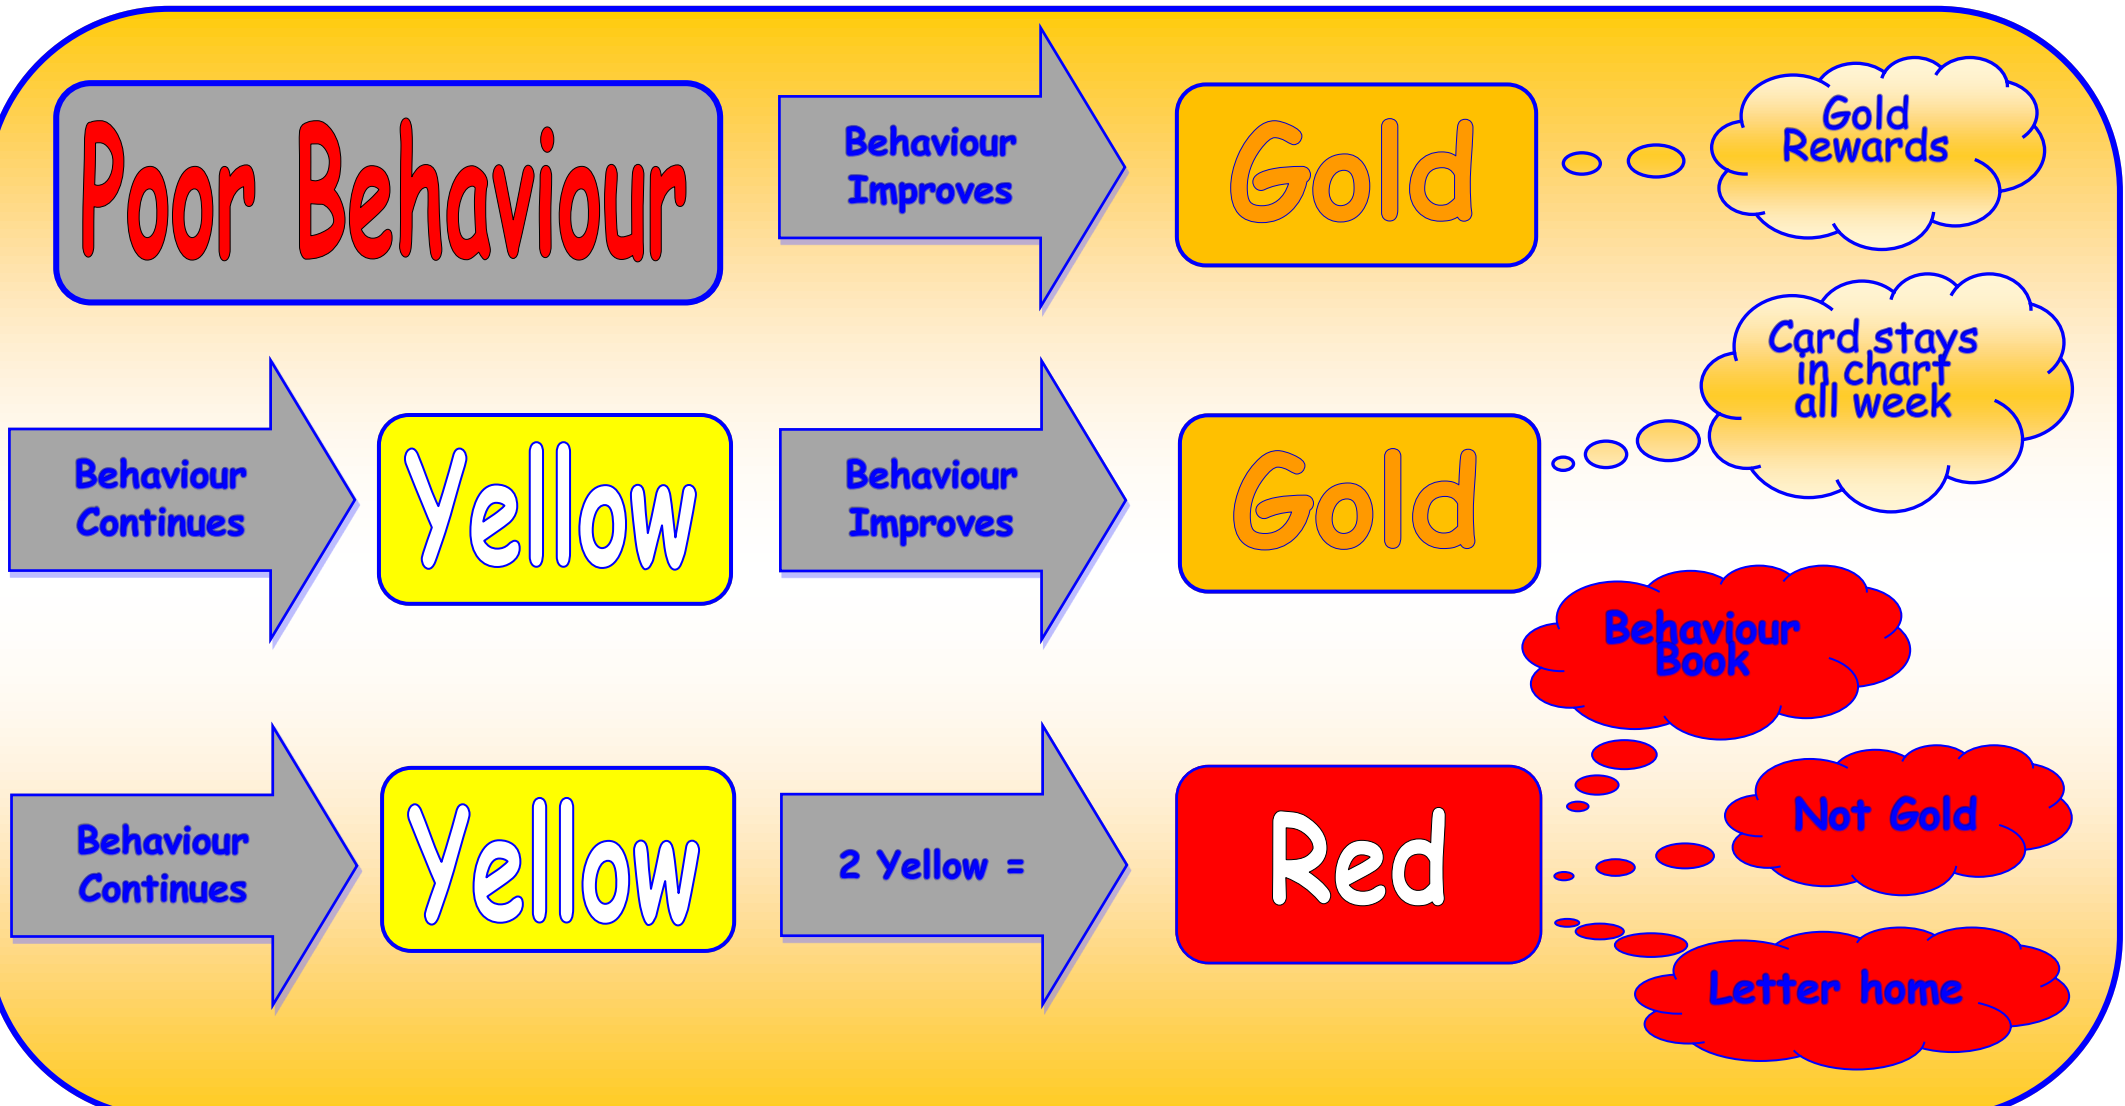 Poor Behaviour
Behaviour
Improves
Gold
Gold
Rewards
Behaviour
Continues
Yellow
Behaviour
Improves
Gold
Card stays
in chart
all week
Behaviour
Continues
Yellow
2 Yellow =
Red
Behaviour
Book
Not Gold
Letter home